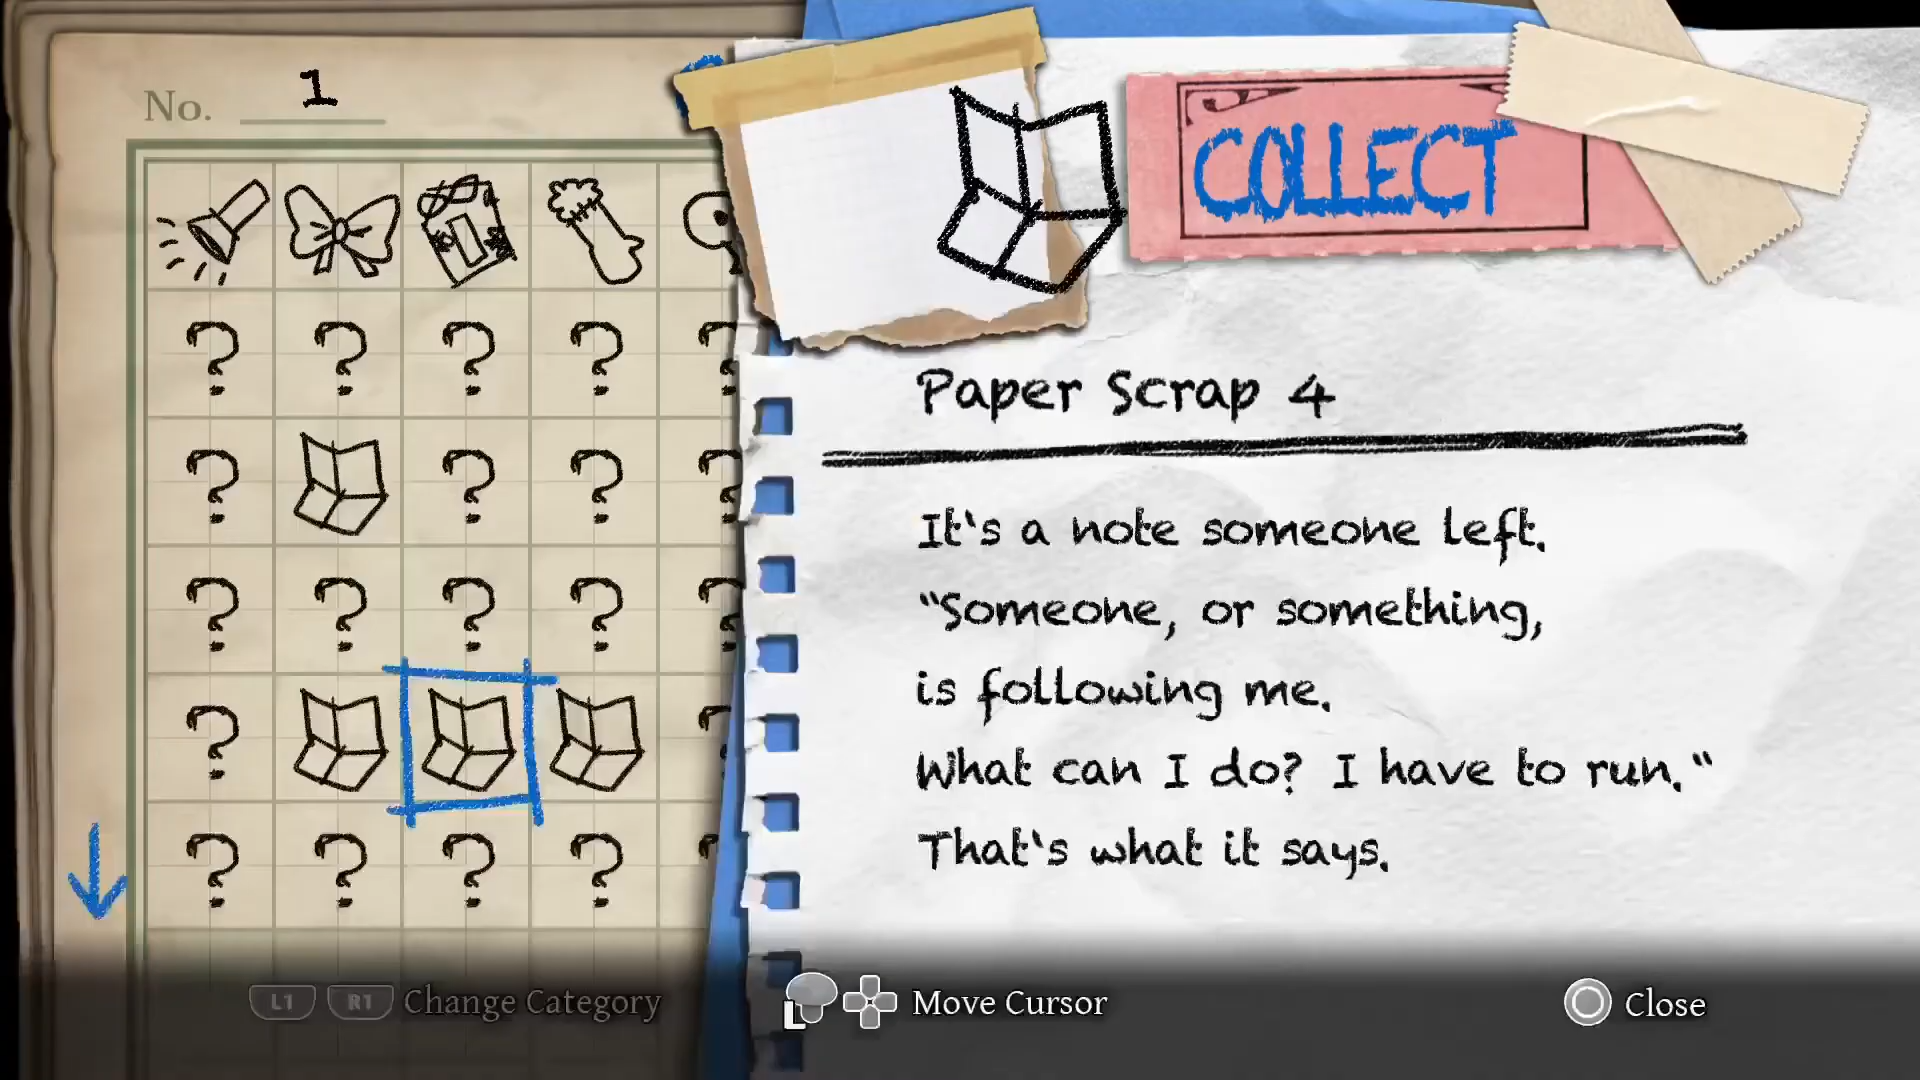 No. 1
COLLECT
Paper Scrap 4
It's a note someone left.
"Someone, or something,
is following me.
What can I do? I have to run."
That's what it says.
? ? ? ? ?
? ? ? ?
? ? ? ? ?
? ?
? ? ? ? ?
L1 R1 Change Category
L Move Cursor
Close